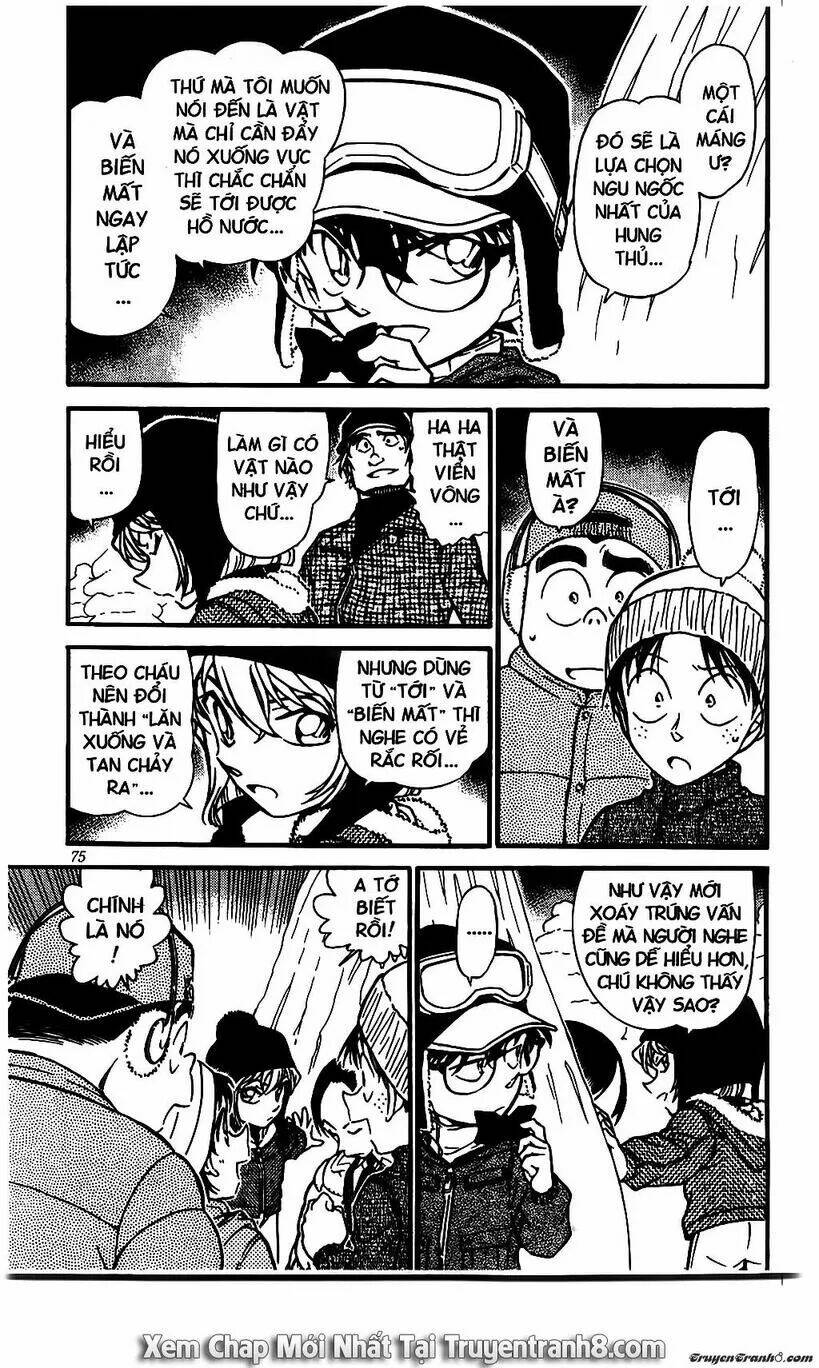 MỘT
CÁI
MÁNG
Ư?
ĐÓ SẼ LÀ
LỰA CHỌN
NGU NGỐC
NHẤT CỦA
HUNG
THỦ...
THỨ MÀ TÔI MUỐN
NÓI ĐẾN LÀ VẬT
MÀ CHỈ CẦN ĐẨY
NÓ XUỐNG VỰC
THÌ CHẮC CHẮN
SẼ TỚI ĐƯỢC
HỒ NƯỚC...
VÀ
BIẾN
MẤT
NGAY
LẬP
TỨC
...
TỚI
...
VÀ
BIẾN
MẤT
À?
HA HA
THẬT
VIỂN
VÔNG
...
LÀM GÌ CÓ
VẬT NÀO
NHƯ VẬY
CHỨ...
HIỂU
RỒI
...
NHƯNG DÙNG
TỪ "TỚI" VÀ
"BIẾN MẤT" THÌ
NGHE CÓ VẺ
RẮC RỐI...
THEO CHÁU
NÊN ĐỔI
THÀNH "LĂN
XUỐNG VÀ
TAN CHẢY
RA"...
75
NHƯ VẬY MỚI
XOÁY TRÚNG VẤN
ĐỀ MÀ NGƯỜI NGHE
CŨNG DỄ HIỂU HƠN,
CHÚ KHÔNG THẤY
VẬY SAO?
......
A TỚ
BIẾT
RỒI!
CHÍNH
LÀ NÓ
!
Xem Chap Mới Nhất Tại Truyentranh8.com
TruyenTranh8.com